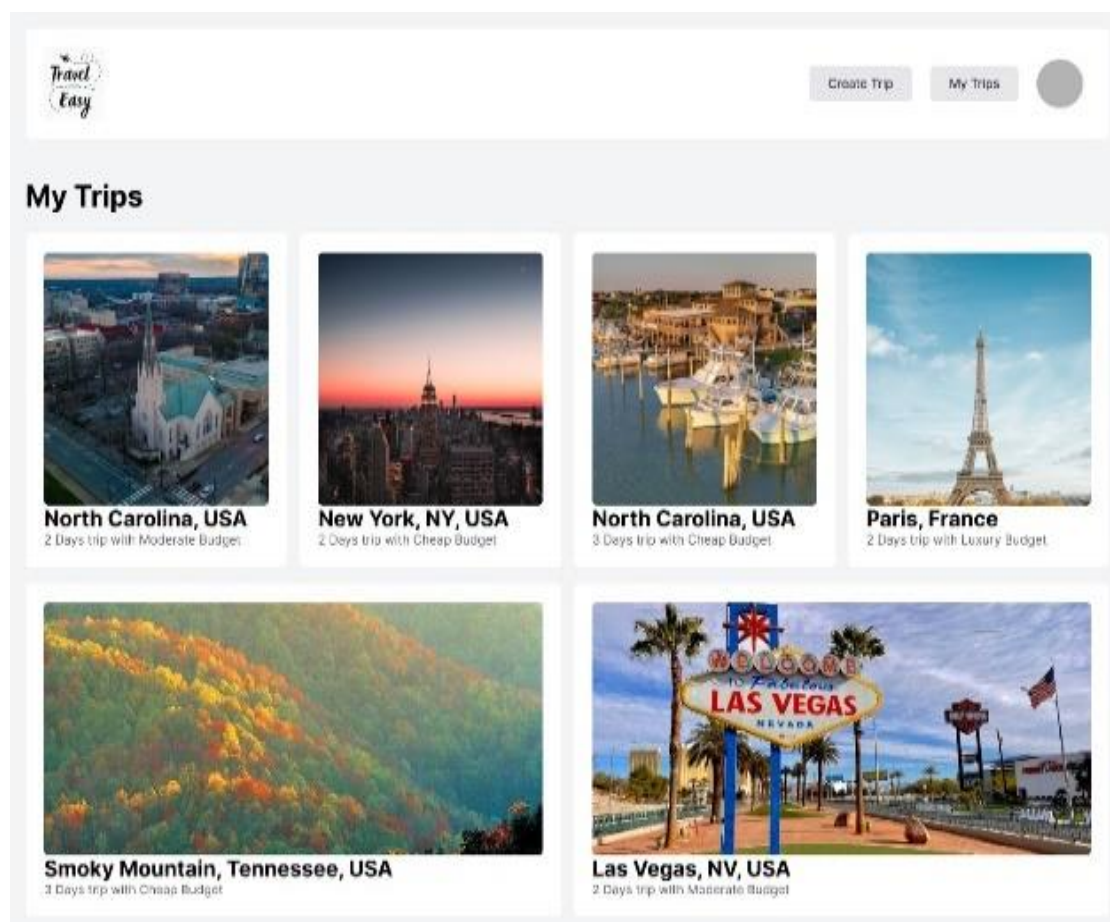 Travel
Easy
Create Trip
My Trips
My Trips
North Carolina, USA
2 Days trip with Moderate Budget
New York, NY, USA
2 Days trip with Cheap Budget
North Carolina, USA
3 Days trip with Cheap Budget
Paris, France
2 Days trip with Luxury Budget
WELCOME
TO Fabulous
LAS VEGAS
NEVADA
Smoky Mountain, Tennessee, USA
3 Days trip with Cheap Budget
Las Vegas, NV, USA
2 Days trip with Moderate Budget